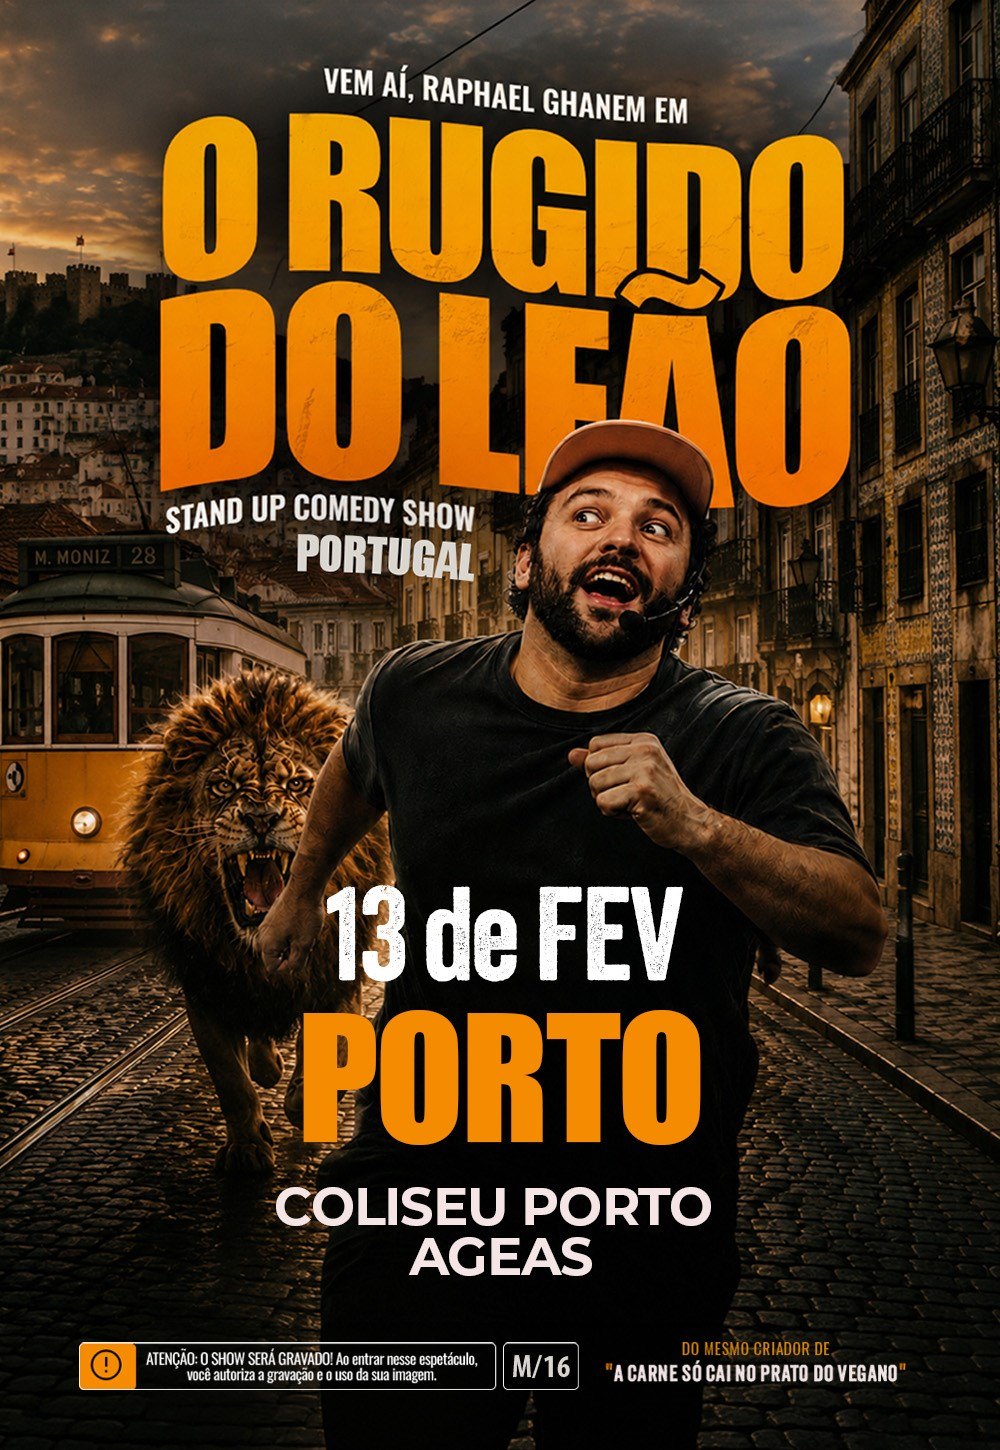 VEM AÍ, RAPHAEL GHANEM EM
O RUGIDO
DO LEÃO
STAND UP COMEDY SHOW
PORTUGAL
M. MONIZ 28
13 de FEV
PORTO
COLISEU PORTO
AGEAS
ATENÇÃO: O SHOW SERÁ GRAVADO! Ao entrar nesse espetáculo,
você autoriza a gravação e o uso da sua imagem.
M/16
DO MESMO CRIADOR DE
"A CARNE SÓ CAI NO PRATO DO VEGANO"